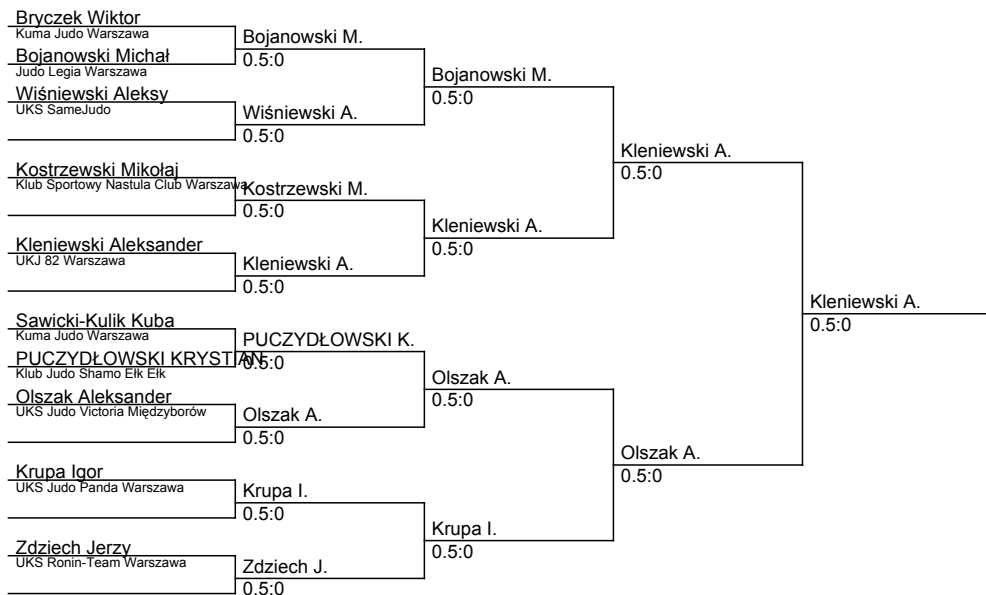 Bryczek Wiktor
Kuma Judo Warszawa
Bojanowski Michał
Judo Legia Warszawa
Wiśniewski Aleksy
UKS SameJudo
Kostrzewski Mikołaj
Klub Sportowy Nastula Club Warszawa
Kleniewski Aleksander
UKJ 82 Warszawa
Sawicki-Kulik Kuba
Kuma Judo Warszawa
PUCZYDŁOWSKI KRYSTIAN
Klub Judo Shamo Ełk Ełk
Olszak Aleksander
UKS Judo Victoria Międzyborów
Krupa Igor
UKS Judo Panda Warszawa
Zdziech Jerzy
UKS Ronin-Team Warszawa
Bojanowski M.
0.5:0
Wiśniewski A.
0.5:0
Kostrzewski M.
0.5:0
Kleniewski A.
0.5:0
PUCZYDŁOWSKI K.
0.5:0
Olszak A.
0.5:0
Krupa I.
0.5:0
Zdziech J.
0.5:0
Bojanowski M.
0.5:0
Kleniewski A.
0.5:0
Olszak A.
0.5:0
Krupa I.
0.5:0
Kleniewski A.
0.5:0
Olszak A.
0.5:0
Kleniewski A.
0.5:0